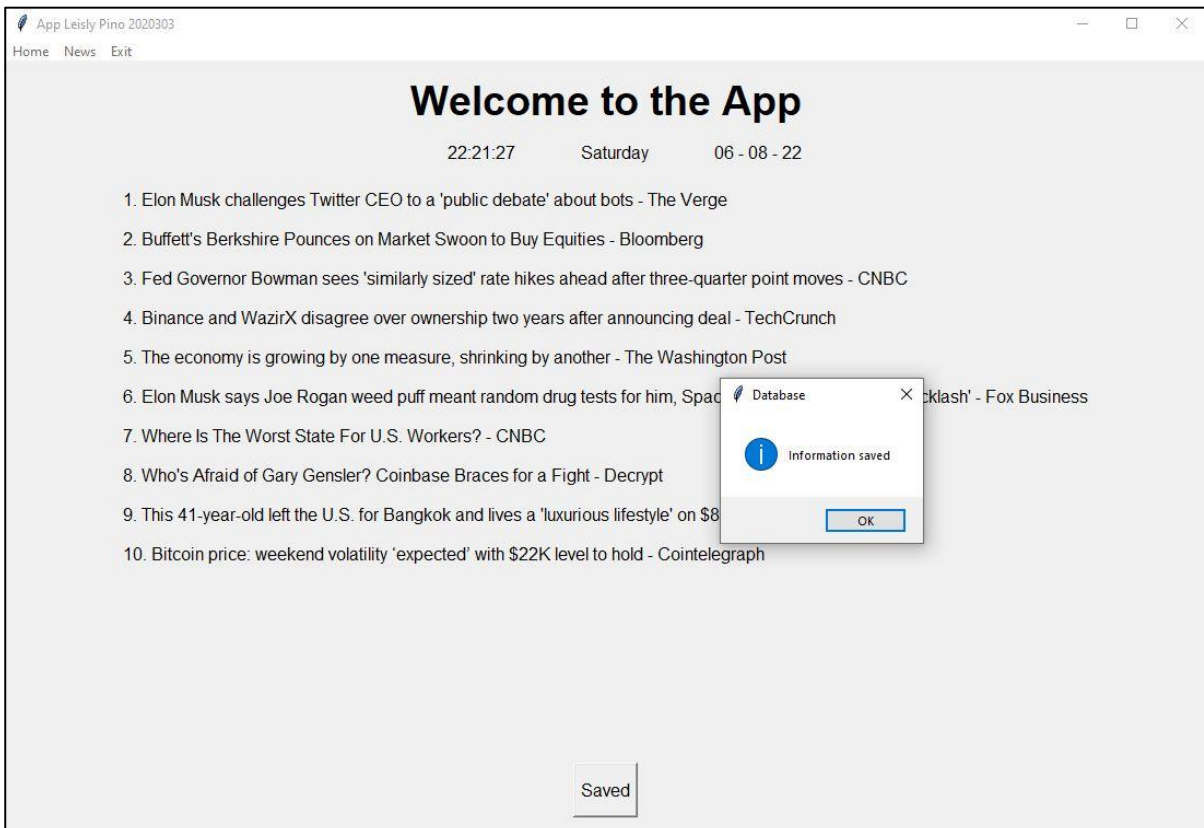 App Leisly Pino 2020303
Home News Exit
Welcome to the App
22:21:27 Saturday 06 - 08 - 22
1. Elon Musk challenges Twitter CEO to a 'public debate' about bots - The Verge
2. Buffett's Berkshire Pounces on Market Swoon to Buy Equities - Bloomberg
3. Fed Governor Bowman sees 'similarly sized' rate hikes ahead after three-quarter point moves - CNBC
4. Binance and WazirX disagree over ownership two years after announcing deal - TechCrunch
5. The economy is growing by one measure, shrinking by another - The Washington Post
6. Elon Musk says Joe Rogan weed puff meant random drug tests for him, - Fox Business
7. Where Is The Worst State For U.S. Workers? - CNBC
8. Who's Afraid of Gary Gensler? Coinbase Braces for a Fight - Decrypt
9. This 41-year-old left the U.S. for Bangkok and lives a 'luxurious lifestyle' on
10. Bitcoin price: weekend volatility ‘expected’ with $22K level to hold - Cointelegraph
Database
Information saved
OK
Saved